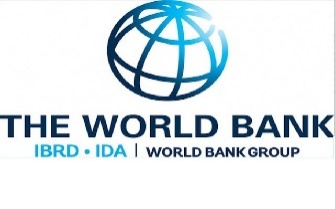 THE WORLD BANK
IBRD • IDA | WORLD BANK GROUP